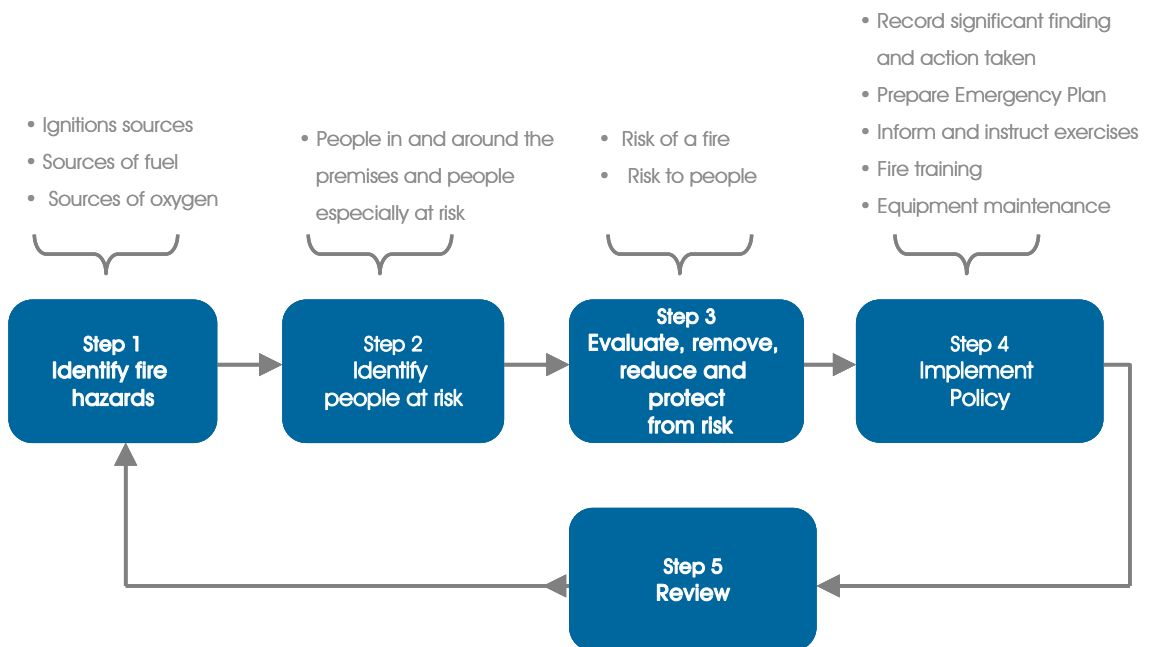 • Ignitions sources
• Sources of fuel
• Sources of oxygen
• People in and around the
premises and people
especially at risk
• Risk of a fire
• Risk to people
• Record significant finding
and action taken
• Prepare Emergency Plan
• Inform and instruct exercises
• Fire training
• Equipment maintenance
Step 1
Identify fire
hazards
Step 2
Identify
people at risk
Step 3
Evaluate, remove,
reduce and
protect
from risk
Step 4
Implement
Policy
Step 5
Review